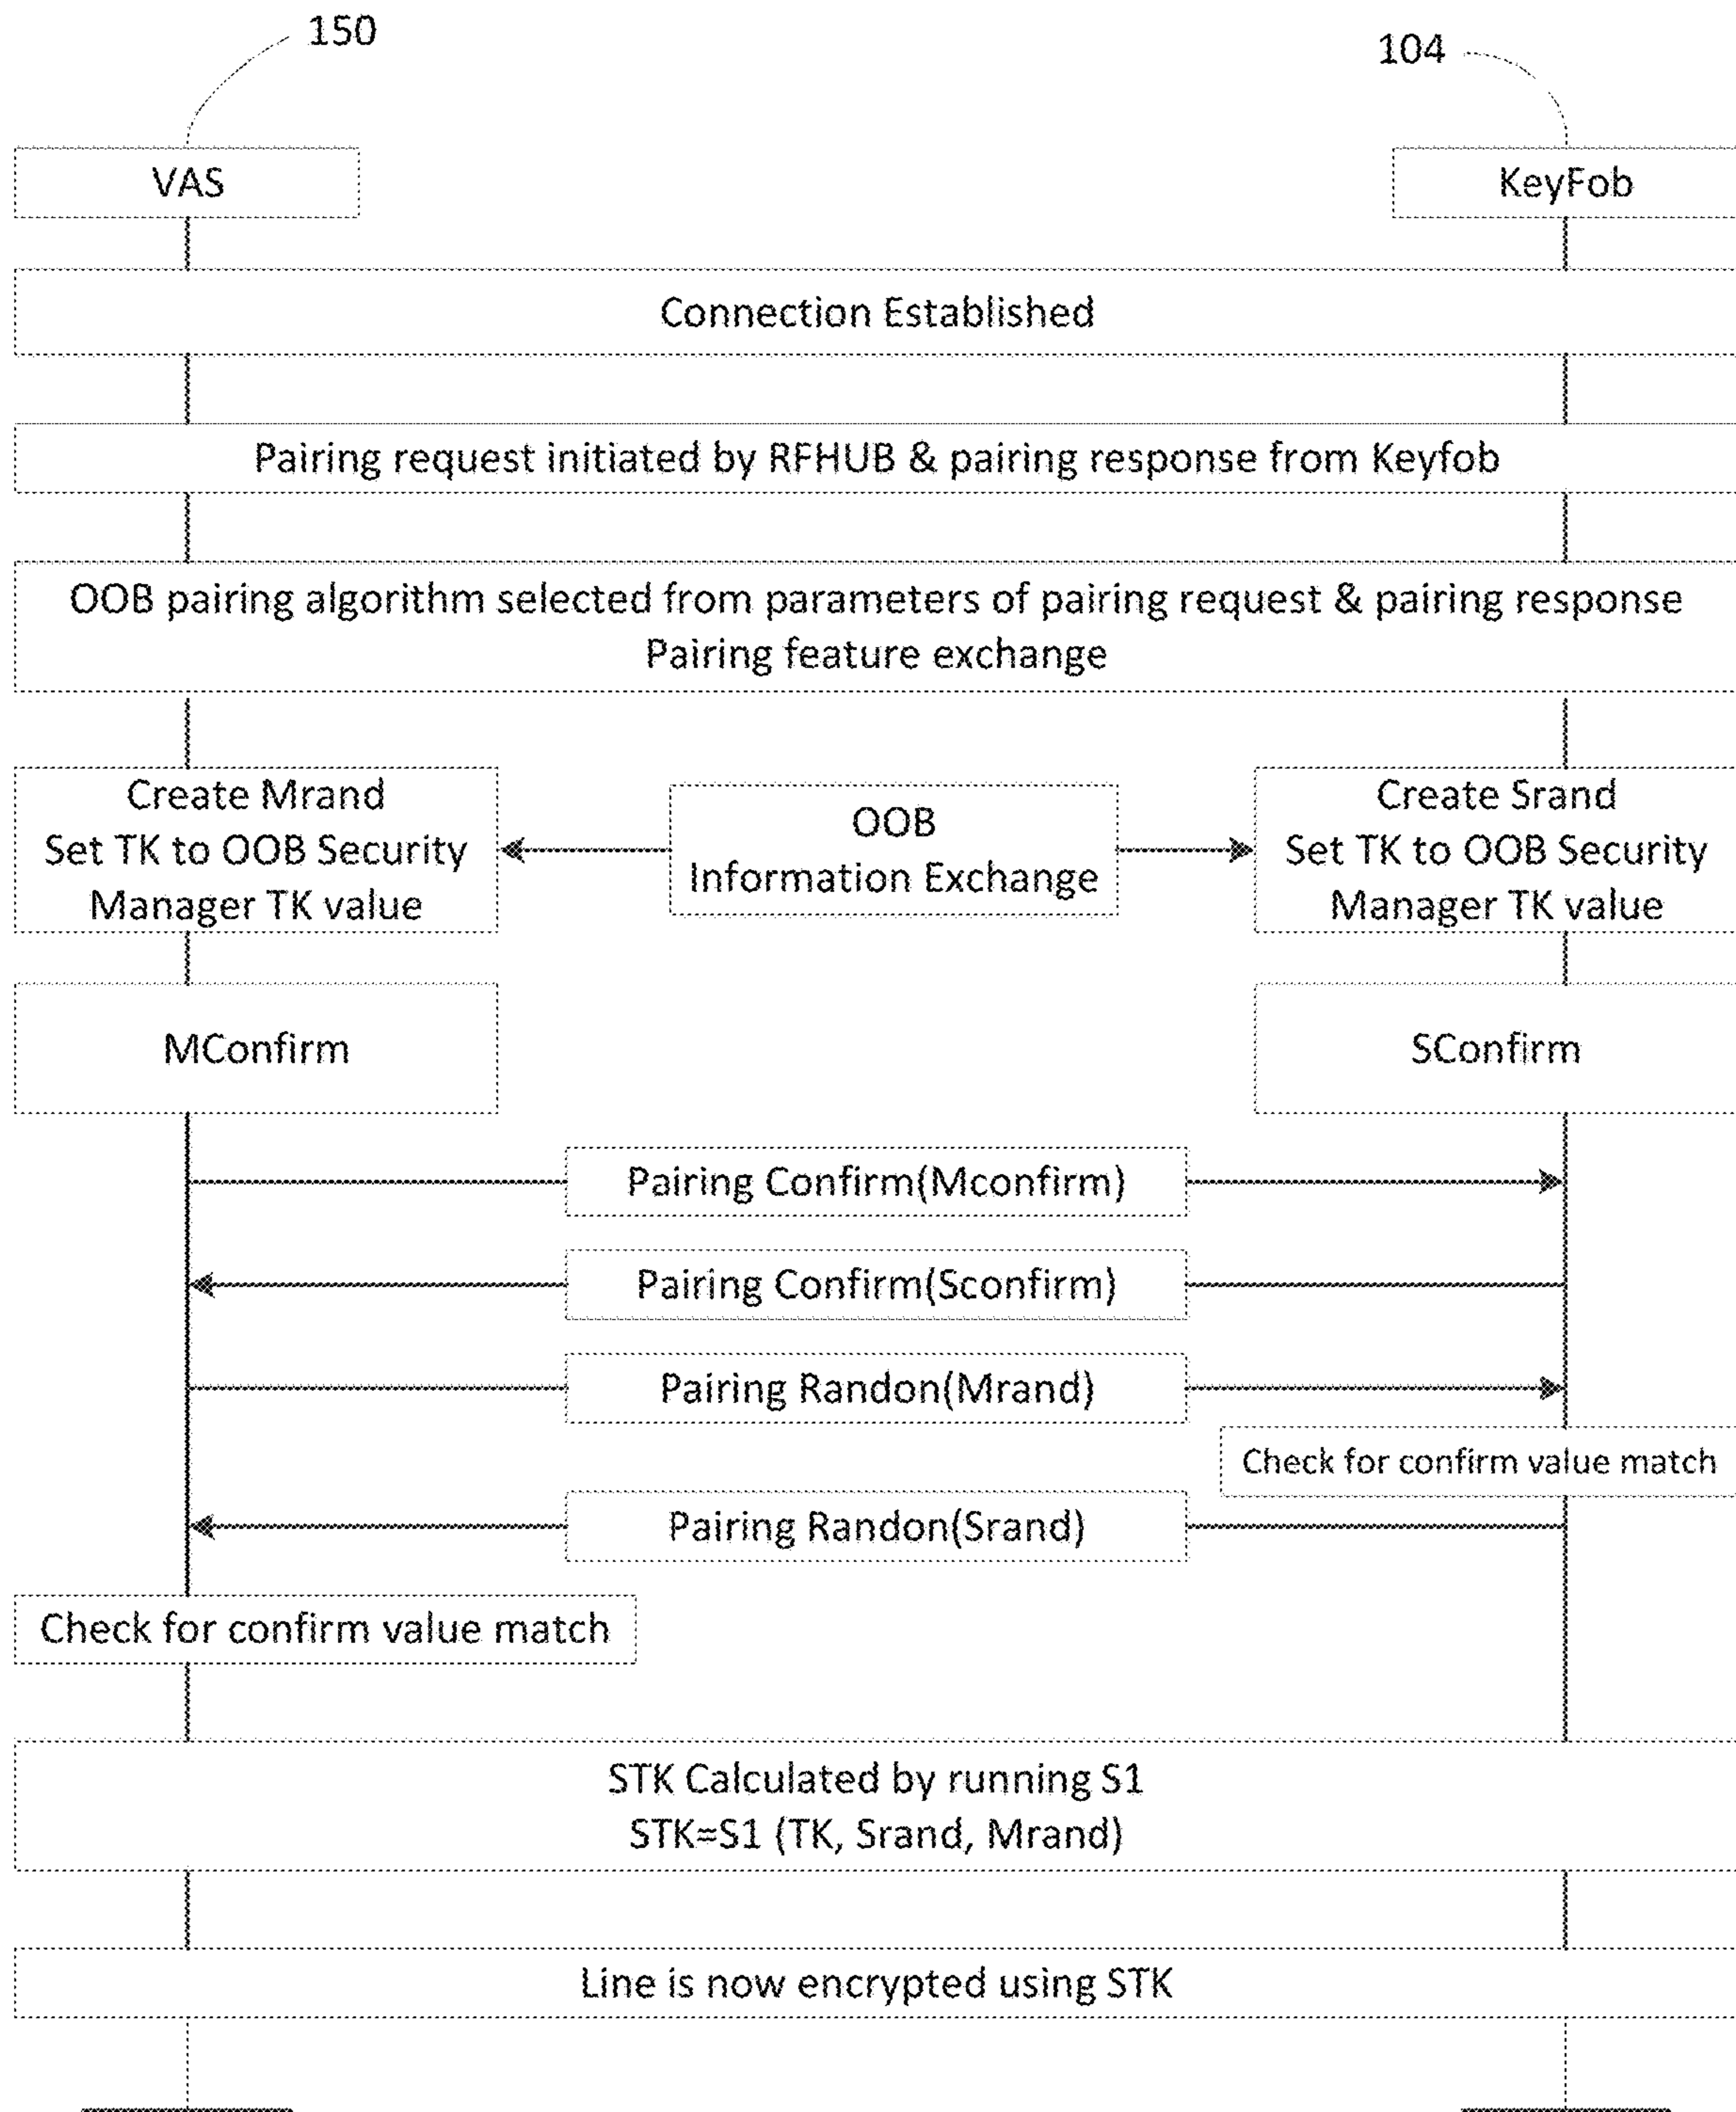 150
104
VAS
KeyFob
Connection Established
Pairing request initiated by RFHUB & pairing response from Keyfob
OOB pairing algorithm selected from parameters of pairing request & pairing response
Pairing feature exchange
Create Mrand
Set TK to OOB Security
Manager TK value
OOB
Information Exchange
Create Srand
Set TK to OOB Security
Manager TK value
MConfirm
SConfirm
Pairing Confirm(Mconfirm)
Pairing Confirm(Sconfirm)
Pairing Randon(Mrand)
Check for confirm value match
Pairing Randon(Srand)
Check for confirm value match
STK Calculated by running S1
STK=S1 (TK, Srand, Mrand)
Line is now encrypted using STK